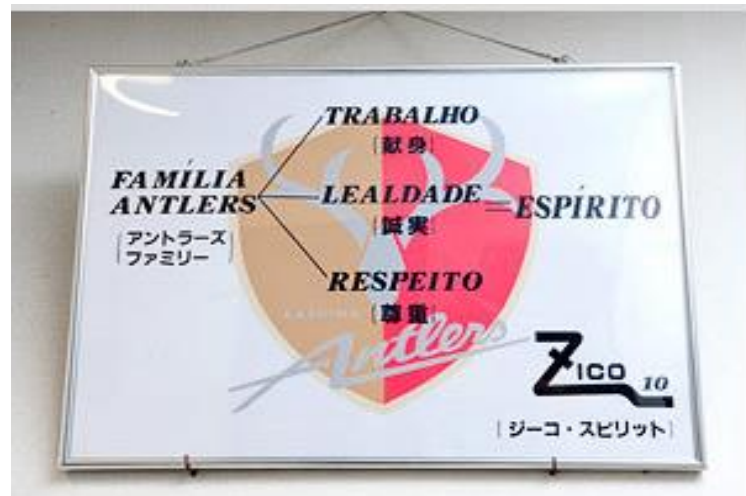 TRABALHO
[献身]
FAMÍLIA
ANTLERS
[アントラーズ
ファミリー]
LEALDADE
[誠実]
ESPÍRITO
RESPEITO
[尊重]
KASHIMA
Antlers
ZICO 10
[ジーコ・スピリット]